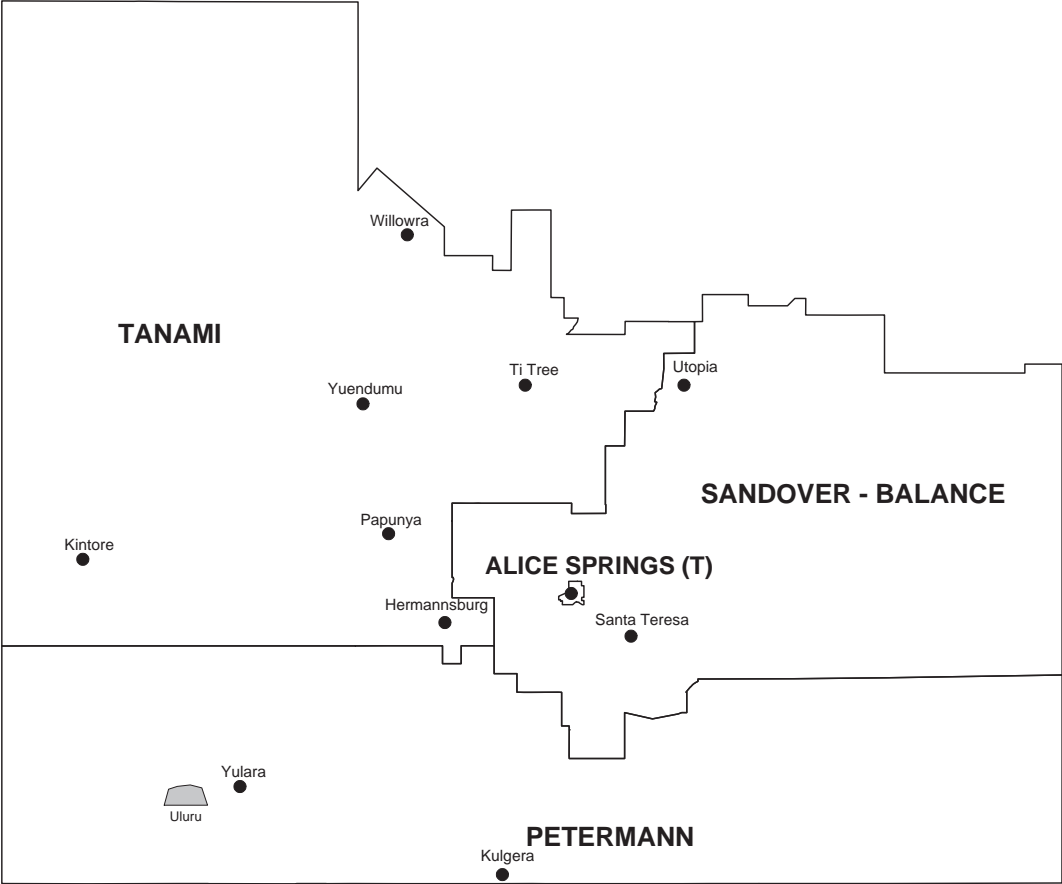 Willowra
TANAMI
Ti Tree
Utopia
Yuendumu
SANDOVER - BALANCE
Papunya
Kintore
ALICE SPRINGS (T)
Hermannsburg
Santa Teresa
Yulara
Uluru
PETERMANN
Kulgera